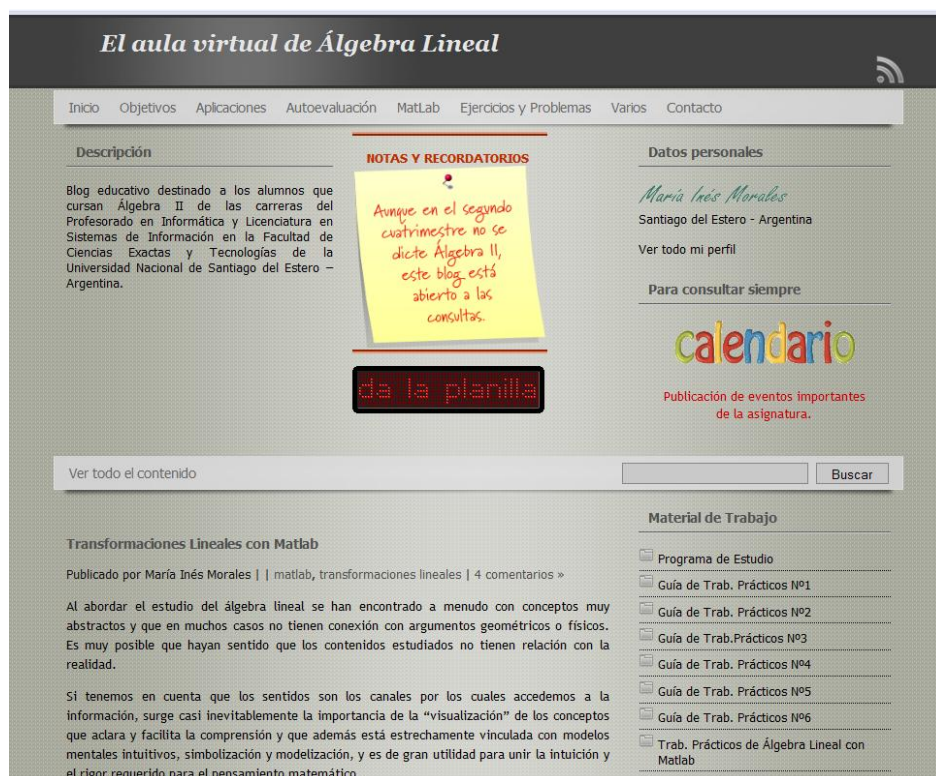 El aula virtual de Álgebra Lineal
Inicio Objetivos Aplicaciones Autoevaluación MatLab Ejercicios y Problemas Varios Contacto
Descripción
Blog educativo destinado a los alumnos que
cursan Álgebra II de las carreras del
Profesorado en Informática y Licenciatura en
Sistemas de Información en la Facultad de
Ciencias Exactas y Tecnologías de la
Universidad Nacional de Santiago del Estero –
Argentina.
NOTAS Y RECORDATORIOS
Aunque en el segundo
cuatrimestre no se
dicte Álgebra II,
este blog está
abierto a las
consultas.
da la planilla
Datos personales
María Inés Morales
Santiago del Estero - Argentina
Ver todo mi perfil
Para consultar siempre
calendario
Publicación de eventos importantes
de la asignatura.
Ver todo el contenido
Buscar
Transformaciones Lineales con Matlab
Publicado por María Inés Morales | | matlab, transformaciones lineales | 4 comentarios »
Al abordar el estudio del álgebra lineal se han encontrado a menudo con conceptos muy
abstractos y que en muchos casos no tienen conexión con argumentos geométricos o físicos.
Es muy posible que hayan sentido que los contenidos estudiados no tienen relación con la
realidad.
Si tenemos en cuenta que los sentidos son los canales por los cuales accedemos a la
información, surge casi inevitablemente la importancia de la “visualización” de los conceptos
que aclara y facilita la comprensión y que además está estrechamente vinculada con modelos
mentales intuitivos, simbolización y modelización, y es de gran utilidad para unir la intuición y
el rigor requerido para el pensamiento matemático
Material de Trabajo
Programa de Estudio
Guía de Trab. Prácticos Nº1
Guía de Trab. Prácticos Nº2
Guía de Trab.Prácticos Nº3
Guía de Trab. Prácticos Nº4
Guía de Trab. Prácticos Nº5
Guía de Trab. Prácticos Nº6
Trab. Prácticos de Álgebra Lineal con
Matlab